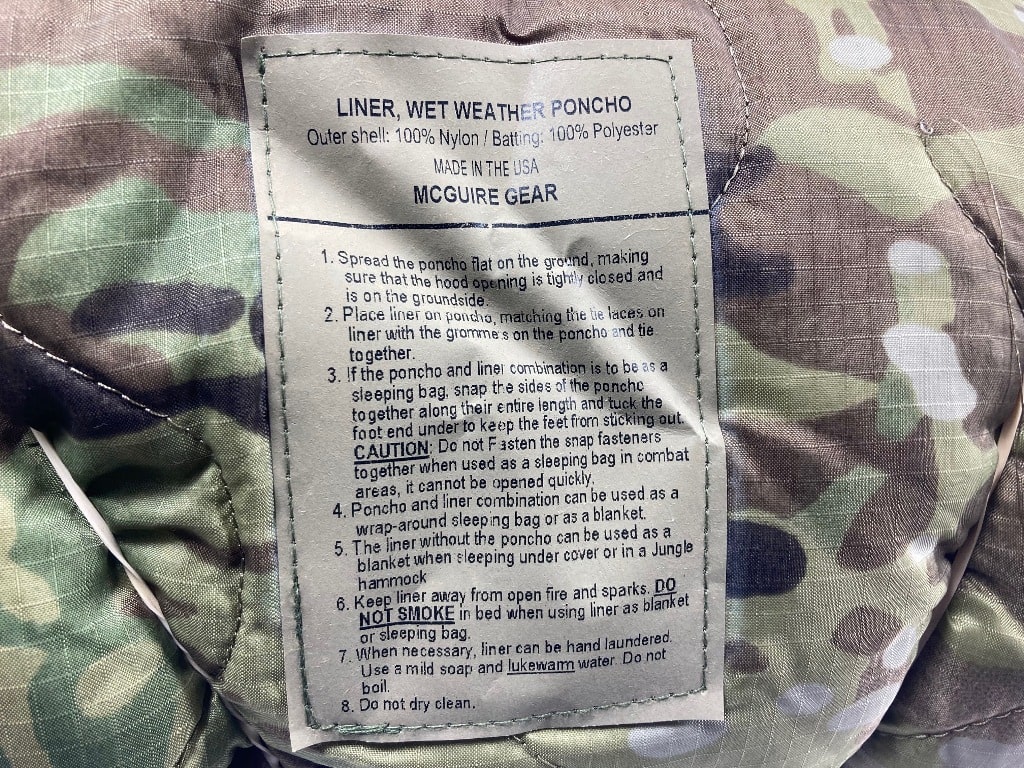 LINER, WET WEATHER PONCHO
Outer shell: 100% Nylon / Batting: 100% Polyester
MADE IN THE USA
MCGUIRE GEAR
1. Spread the poncho flat on the ground, making
sure that the hood opening is tightly closed and
is on the groundside.
2. Place liner on poncho, matching the tie laces on
liner with the grommets on the poncho and tie
together.
3. If the poncho and liner combination is to be as a
sleeping bag, snap the sides of the poncho
together along their entire length and tuck the
foot end under to keep the feet from sticking out.
CAUTION: Do not Fasten the snap fasteners
together when used as a sleeping bag in combat
areas, it cannot be opened quickly.
4. Poncho and liner combination can be used as a
wrap-around sleeping bag or as a blanket.
5. The liner without the poncho can be used as a
blanket when sleeping under cover or in a Jungle
hammock
6. Keep liner away from open fire and sparks. DO
NOT SMOKE in bed when using liner as blanket
or sleeping bag.
7. When necessary, liner can be hand laundered.
Use a mild soap and lukewarm water. Do not
boil.
8. Do not dry clean.